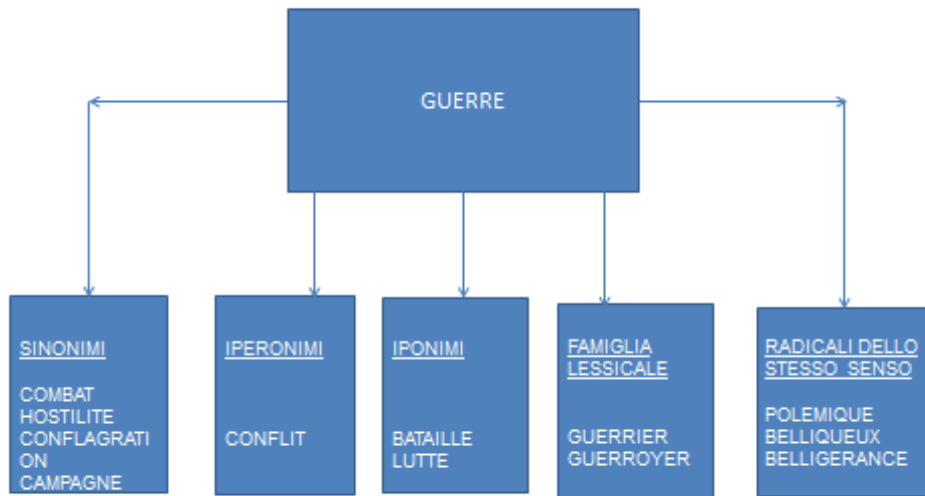 GUERRE
SINONIMI
COMBAT
HOSTILITE
CONFLAGRATI
ON
CAMPAGNE
IPERONIMI
CONFLIT
IPONIMI
BATAILLE
LUTTE
FAMIGLIA
LESSICALE
GUERRIER
GUERROYER
RADICALI DELLO
STESSO SENSO
POLEMIQUE
BELLIQUEUX
BELLIGERANCE